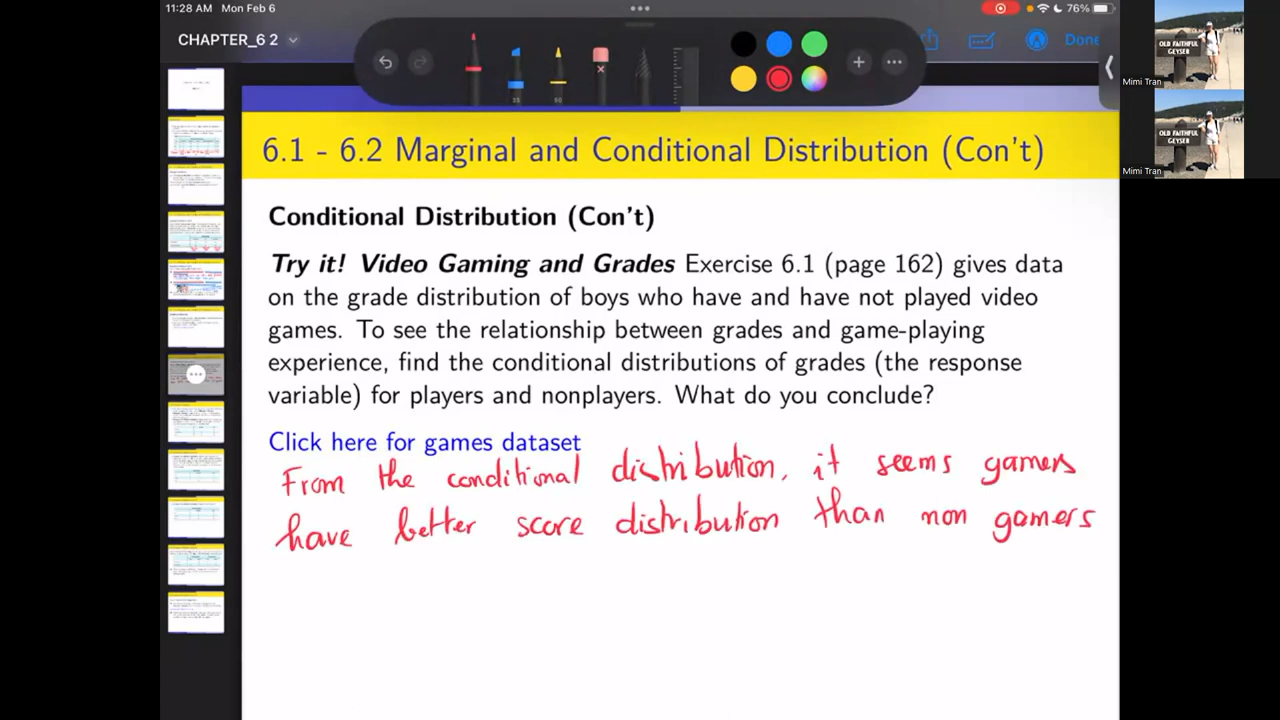 11:28 AM Mon Feb 6
76%
CHAPTER_6 2
Done
35
50
6.1 - 6.2 Marginal and Conditional Distribution (Con't)
Conditional Distribution (Con't)
Try it! Video Gaming and Grades Exercise 6.1 (page 162) gives data
on the grade distribution of boys who have and have not played video
games. To see the relationship between grades and game-playing
experience, find the conditional distributions of grades (the response
variable) for players and nonplayers. What do you conclude?
Click here for games dataset
From the conditional distribution, it seems gamers
have better score distribution than non gamers
OLD FAITHFUL
GEYSER
Mimi Tran
OLD FAITHFUL
GEYSER
Mimi Tran